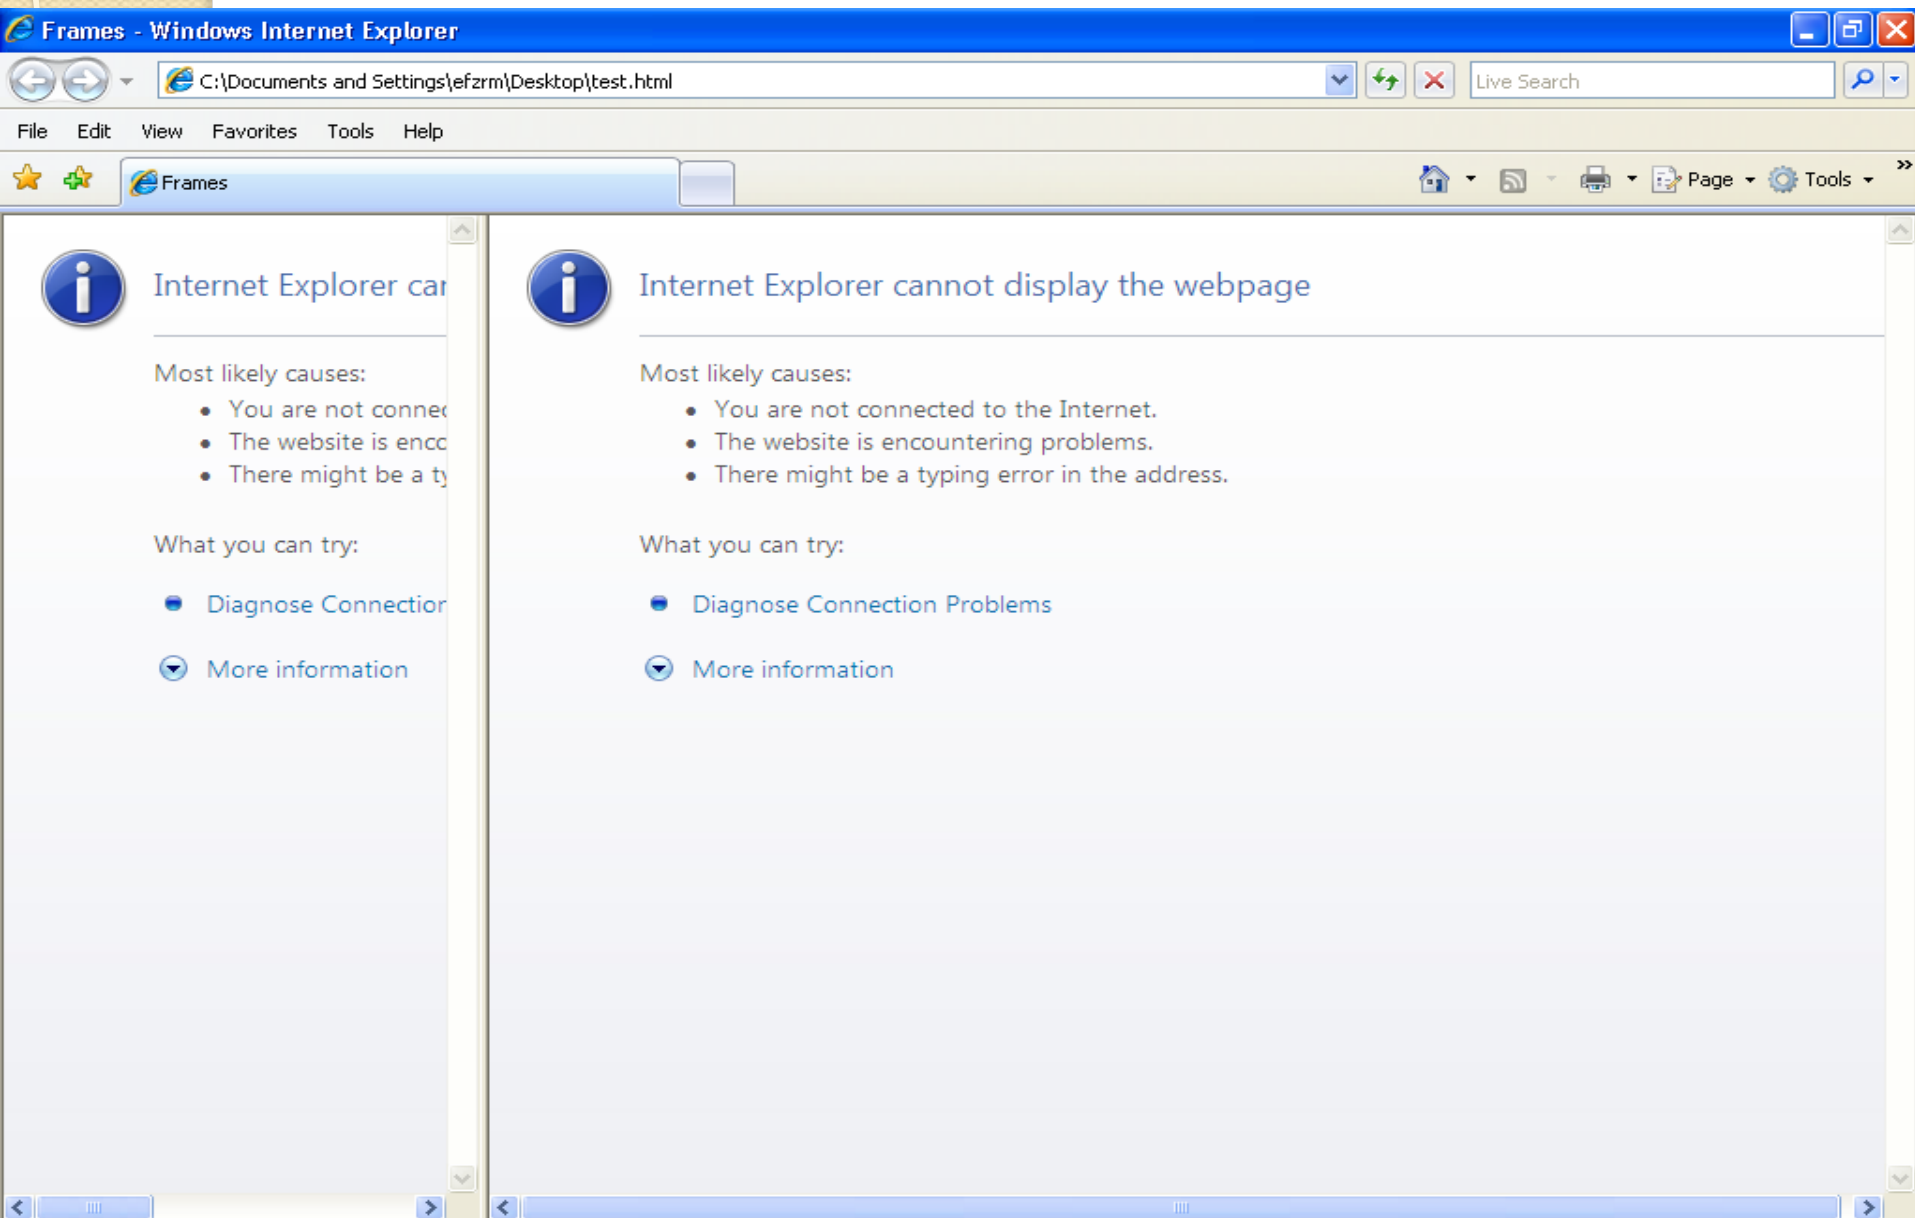 Frames - Windows Internet Explorer
C:\Documents and Settings\efzrm\Desktop\test.html
Live Search
File Edit View Favorites Tools Help
Frames
Page Tools »
Internet Explorer
Most likely causes:
• You are not
• The website is
• There might be a
What you can try:
Diagnose
More information
Internet Explorer cannot display the webpage
Most likely causes:
• You are not connected to the Internet.
• The website is encountering problems.
• There might be a typing error in the address.
What you can try:
Diagnose Connection Problems
More information